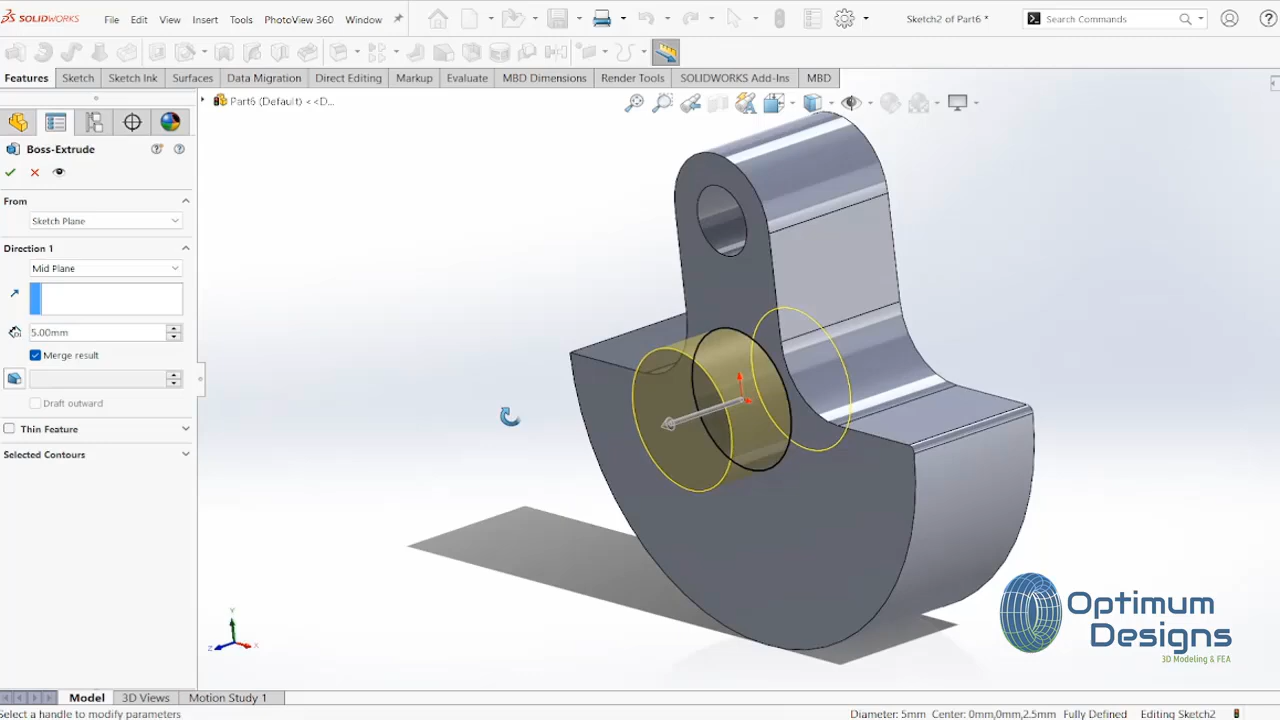 SOLIDWORKS
File Edit View Insert Tools PhotoView 360 Window
Sketch2 of Part6 *
Search Commands
Features Sketch Sketch Ink Surfaces Data Migration Direct Editing Markup Evaluate MBD Dimensions Render Tools SOLIDWORKS Add-Ins MBD
Part6 (Default) <<D...
Boss-Extrude
From
Sketch Plane
Direction 1
Mid Plane
5.00mm
Merge result
Draft outward
Thin Feature
Selected Contours
Y
Z X
Optimum
Designs
3D Modeling & FEA
Model 3D Views Motion Study 1
Select a handle to modify parameters
Diameter: 5mm Center: 0mm,0mm,2.5mm Fully Defined Editing Sketch2